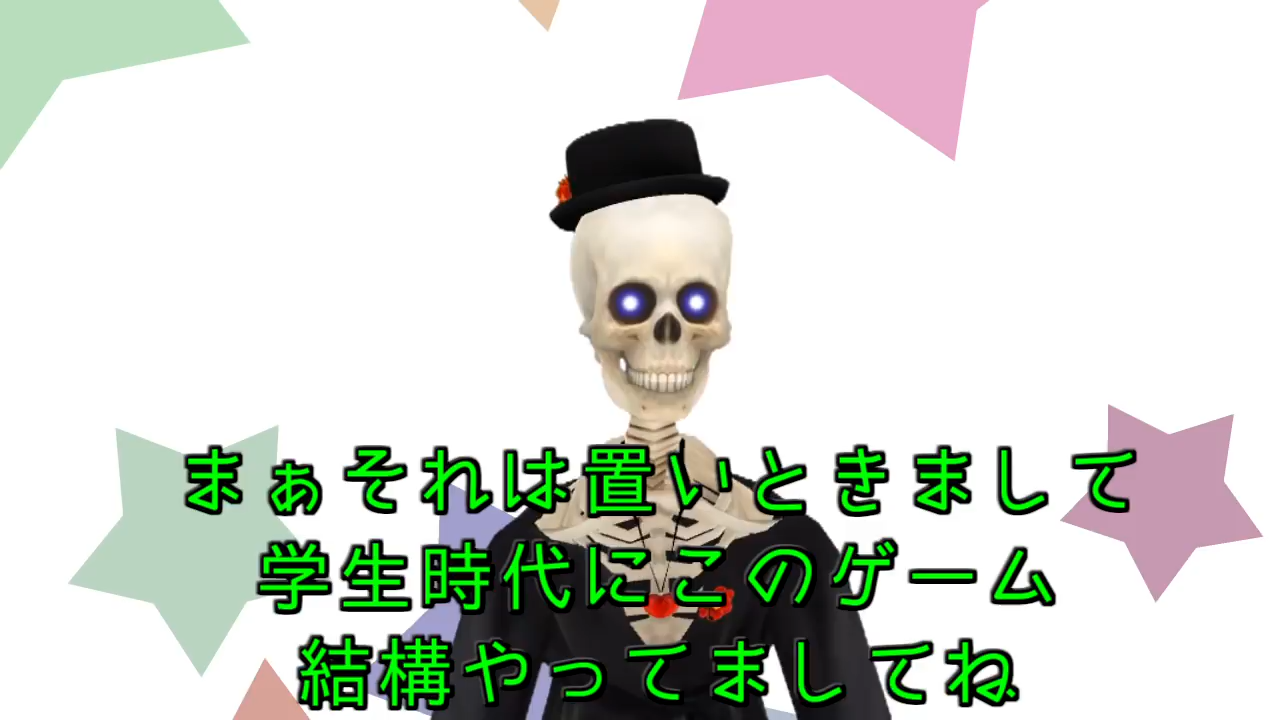 まぁそれは置いときまして
学生時代にこのゲーム
結構やってましてね